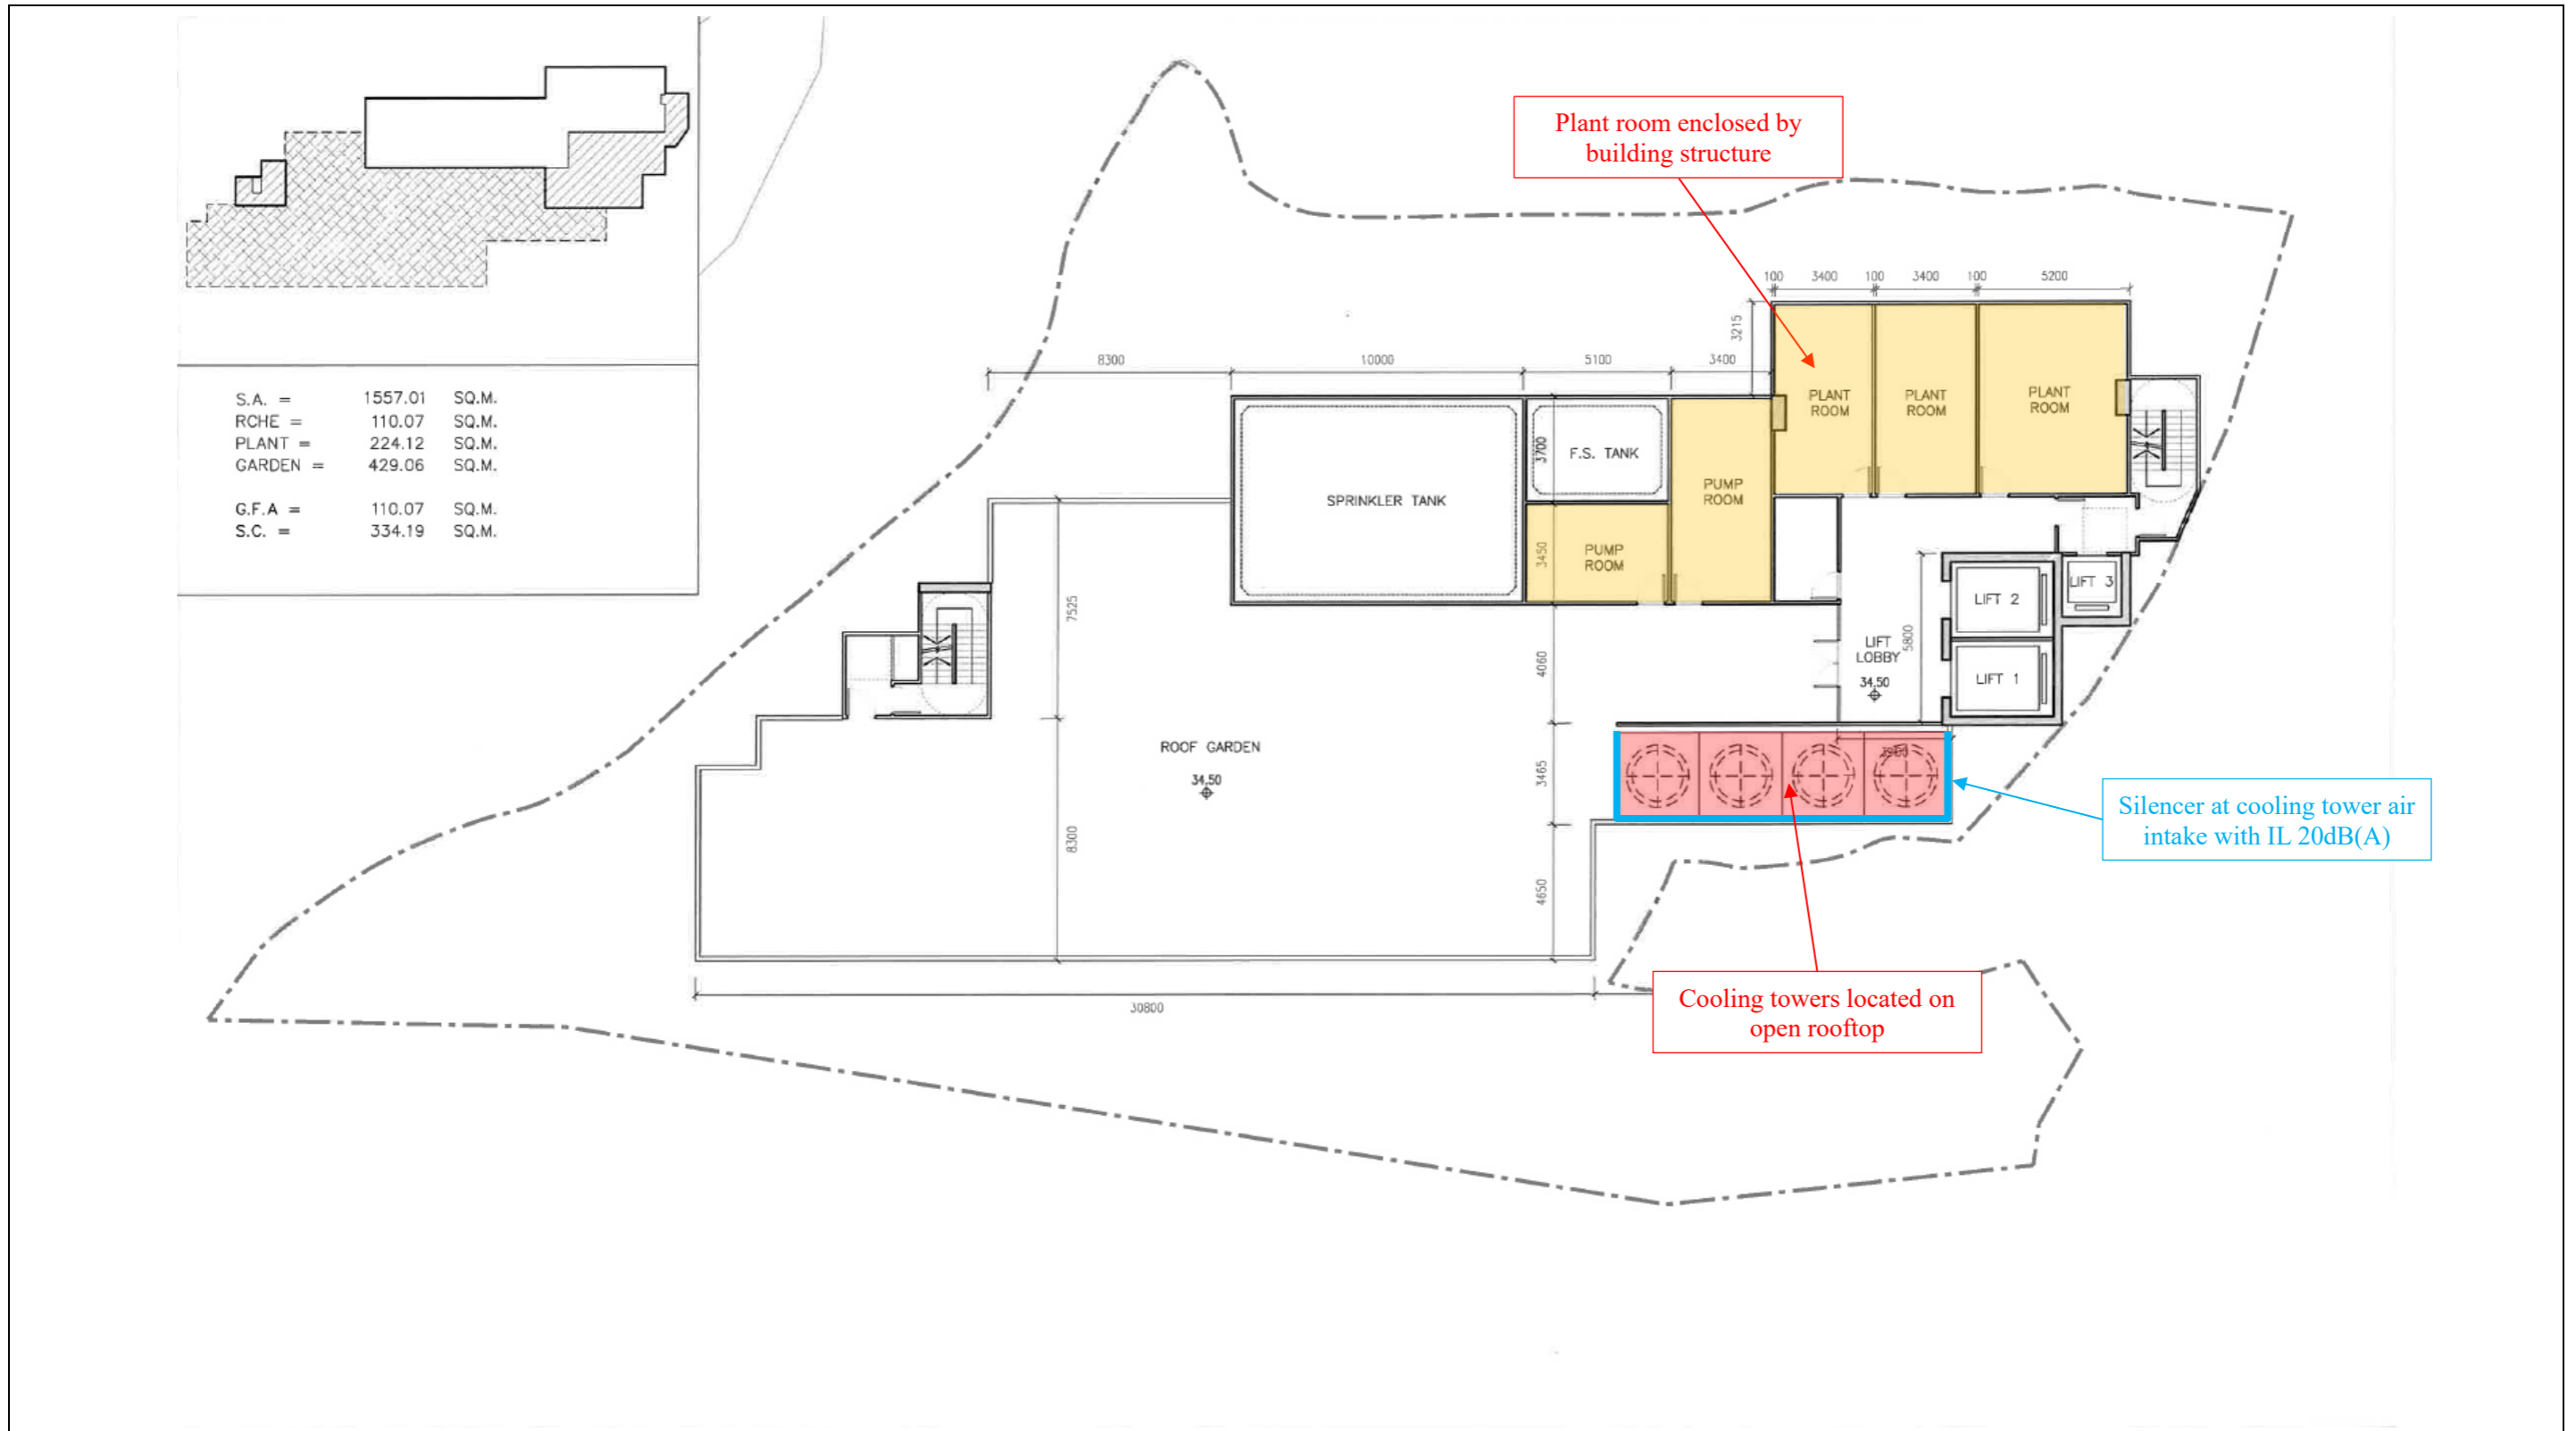 S.A. = 1557.01 SQ.M.
RCHE = 110.07 SQ.M.
PLANT = 224.12 SQ.M.
GARDEN = 429.06 SQ.M.
G.F.A = 110.07 SQ.M.
S.C. = 334.19 SQ.M.
Plant room enclosed by
building structure
100 3400 100 3400 100 5200
3215
8300 10000 5100 3400
PLANT
ROOM
PLANT
ROOM
PLANT
ROOM
SPRINKLER TANK
3700
F.S. TANK
PUMP
ROOM
3450
PUMP
ROOM
LIFT 3
LIFT 2
LIFT 1
5800
LIFT
LOBBY
34.50
7525
4060
ROOF GARDEN
34.50
3465
8300
4650
30800
Silencer at cooling tower air
intake with IL 20dB(A)
Cooling towers located on
open rooftop